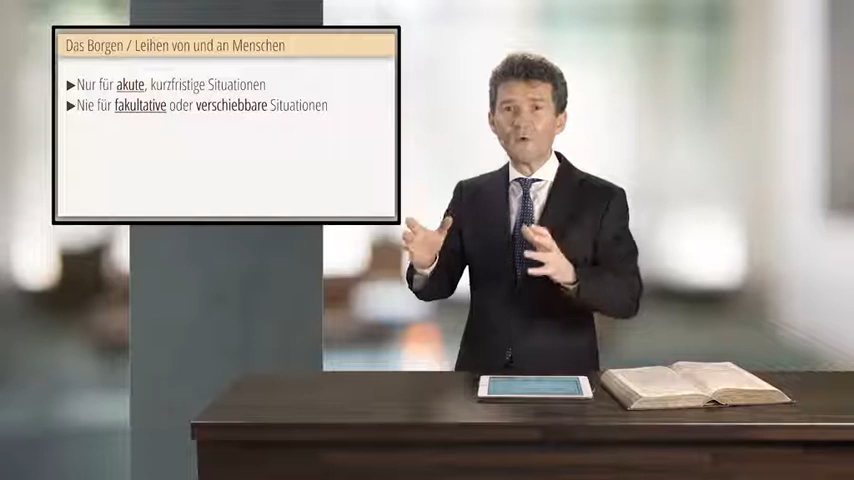 Das Borgen / Leihen von und an Menschen
▶Nur für akute, kurzfristige Situationen
▶Nie für fakultative oder verschiebbare Situationen